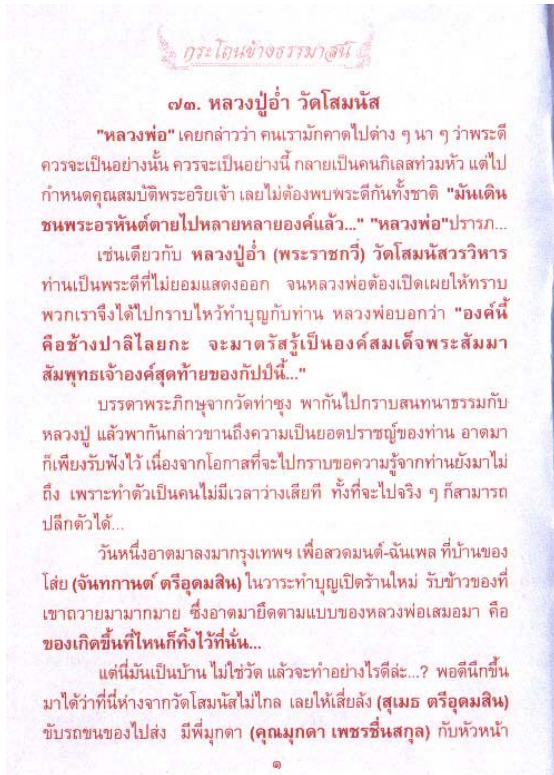 กระโถนข้างธรรมาสน์
๗๓. หลวงปู่อ่ำ วัดโสมนัส
"หลวงพ่อ" เคยกล่าวว่า คนเรามักคาดไปต่าง ๆ นา ๆ ว่าพระดี
ควรจะเป็นอย่างนั้น ควรจะเป็นอย่างนี้ กลายเป็นคนกิเลสท่วมหัว แต่ไป
กำหนดคุณสมบัติพระอริยเจ้า เลยไม่ต้องพบพระดีกันทั้งชาติ "มันเดิน
ชนพระอรหันต์ตายไปหลายหลายองค์แล้ว..." "หลวงพ่อ"ปรารภ...
เช่นเดียวกับ หลวงปู่อ่ำ (พระราชกวี) วัดโสมนัสวรวิหาร
ท่านเป็นพระดีที่ไม่ยอมแสดงออก จนหลวงพ่อต้องเปิดเผยให้ทราบ
พวกเราจึงได้ไปกราบไหว้ทำบุญกับท่าน หลวงพ่อบอกว่า "องค์นี้
คือช้างปาลิไลยกะ จะมาตรัสรู้เป็นองค์สมเด็จพระสัมมา
สัมพุทธเจ้าองค์สุดท้ายของกัปป์นี้..."
บรรดาพระภิกษุจากวัดท่าซุง พากันไปกราบสนทนาธรรมกับ
หลวงปู่ แล้วพากันกล่าวขานถึงความเป็นยอดปราชญ์ของท่าน อาตมา
ก็เพียงรับฟังไว้ เนื่องจากโอกาสที่จะไปกราบขอความรู้จากท่านยังมาไม่
ถึง เพราะทำตัวเป็นคนไม่มีเวลาว่างเสียที ทั้งที่จะไปจริง ๆ ก็สามารถ
ปลีกตัวได้...
วันหนึ่งอาตมาลงมากรุงเทพฯ เพื่อสวดมนต์-ฉันเพล ที่บ้านของ
โส่ย (จันทกานต์ ตรีอุดมสิน) ในวาระทำบุญเปิดร้านใหม่ รับข้าวของที่
เขาถวายมามากมาย ซึ่งอาตมายึดตามแบบของหลวงพ่อเสมอมา คือ
ของเกิดขึ้นที่ไหนก็ทิ้งไว้ที่นั่น...
แต่นี่มันเป็นบ้าน ไม่ใช่วัด แล้วจะทำอย่างไรดีล่ะ...? พอดีนึกขึ้น
มาได้ว่าที่นี่ห่างจากวัดโสมนัสไม่ไกล เลยให้เสี่ยลัง (สุเมธ ตรีอุดมสิน)
ขับรถขนของไปส่ง มีพี่มุกดา (คุณมุกดา เพชรชื่นสกุล) กับหัวหน้า
๑